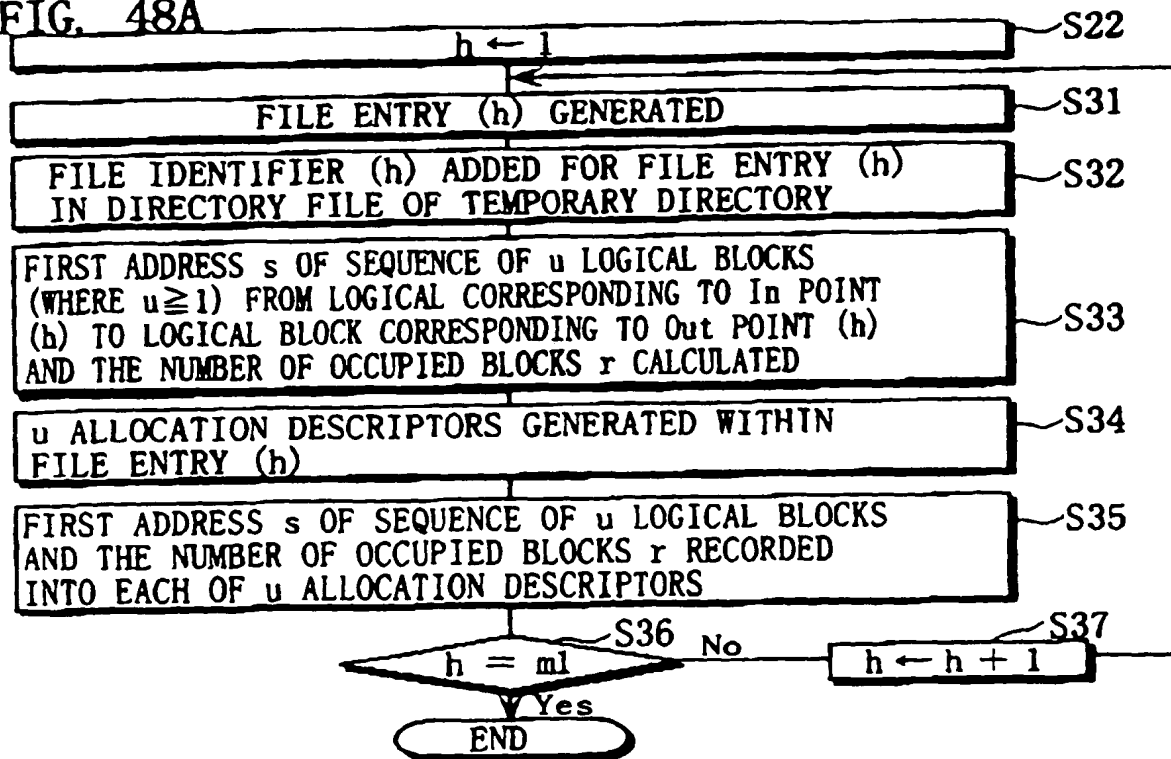 FIG. 48A
h ← 1
S22
FILE ENTRY (h) GENERATED
S31
FILE IDENTIFIER (h) ADDED FOR FILE ENTRY (h)
IN DIRECTORY FILE OF TEMPORARY DIRECTORY
S32
FIRST ADDRESS s OF SEQUENCE OF u LOGICAL BLOCKS
(WHERE u≧1) FROM LOGICAL CORRESPONDING TO In POINT
(h) TO LOGICAL BLOCK CORRESPONDING TO Out POINT (h)
AND THE NUMBER OF OCCUPIED BLOCKS r CALCULATED
S33
u ALLOCATION DESCRIPTORS GENERATED WITHIN
FILE ENTRY (h)
S34
FIRST ADDRESS s OF SEQUENCE OF u LOGICAL BLOCKS
AND THE NUMBER OF OCCUPIED BLOCKS r RECORDED
INTO EACH OF u ALLOCATION DESCRIPTORS
S35
h = ml
S36
No
h ← h + 1
S37
Yes
END